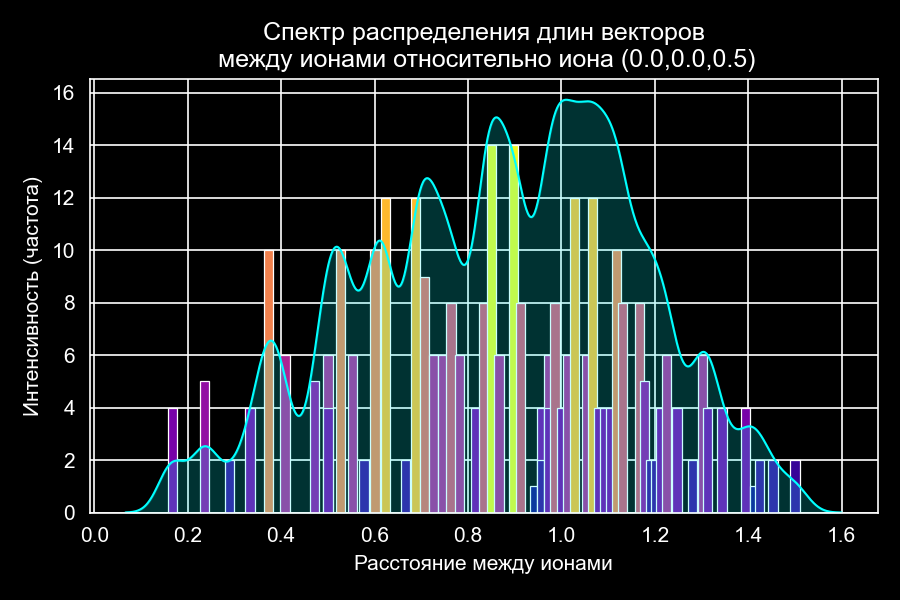 Спектр распределения длин векторов
между ионами относительно иона (0.0,0.0,0.5)
Интенсивность (частота)
16
14
12
10
8
6
4
2
0
0.0 0.2 0.4 0.6 0.8 1.0 1.2 1.4 1.6
Расстояние между ионами